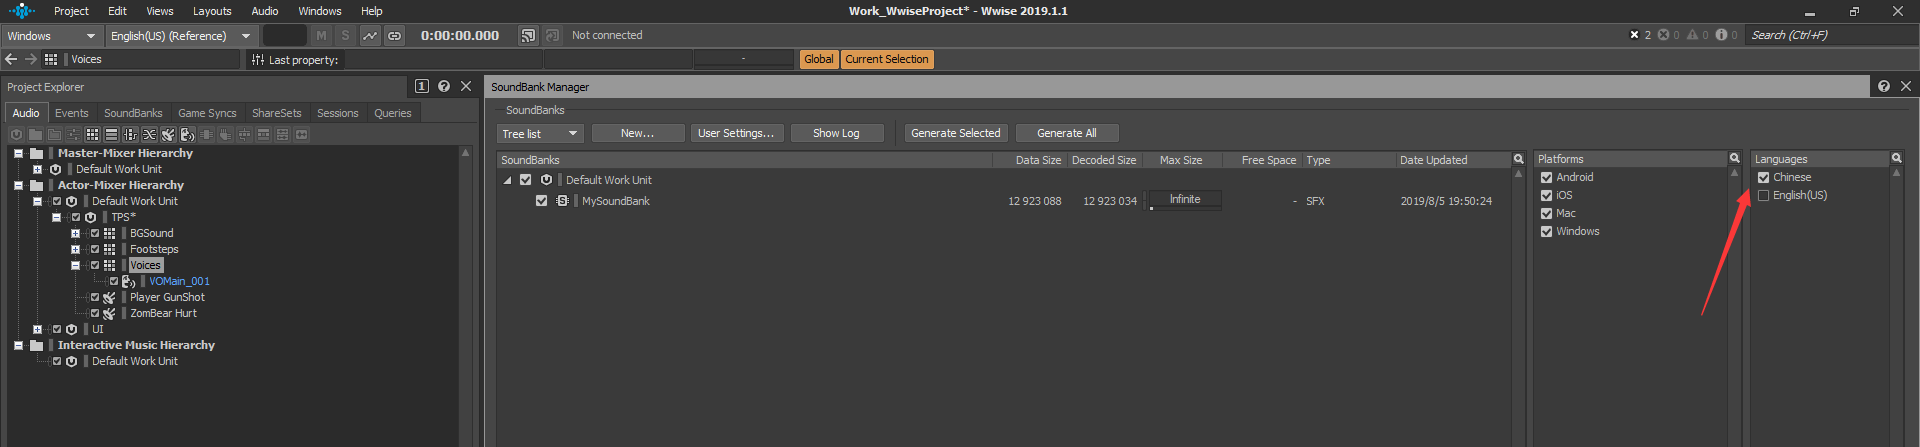 Project Edit Views Layouts Audio Windows Help Work_WwiseProject* - Wwise 2019.1.1
Windows English(US) (Reference) M S 0:00:00.000 Not connected 2 0 0 0 Search (Ctrl+F)
Voices Last property: - Global Current Selection
Project Explorer 1
Audio Events SoundBanks Game Syncs ShareSets Sessions Queries
Master-Mixer Hierarchy
Default Work Unit
Actor-Mixer Hierarchy
Default Work Unit
TPS*
BGSound
Footsteps
Voices
VOMain_001
Player GunShot
ZomBear Hurt
UI
Interactive Music Hierarchy
Default Work Unit
SoundBank Manager
SoundBanks
Tree list New... User Settings... Show Log Generate Selected Generate All
SoundBanks Data Size Decoded Size Max Size Free Space Type Date Updated
Default Work Unit
MySoundBank 12 923 088 12 923 034 Infinite - SFX 2019/8/5 19:50:24
Platforms
Android
iOS
Mac
Windows
Languages
Chinese
English(US)